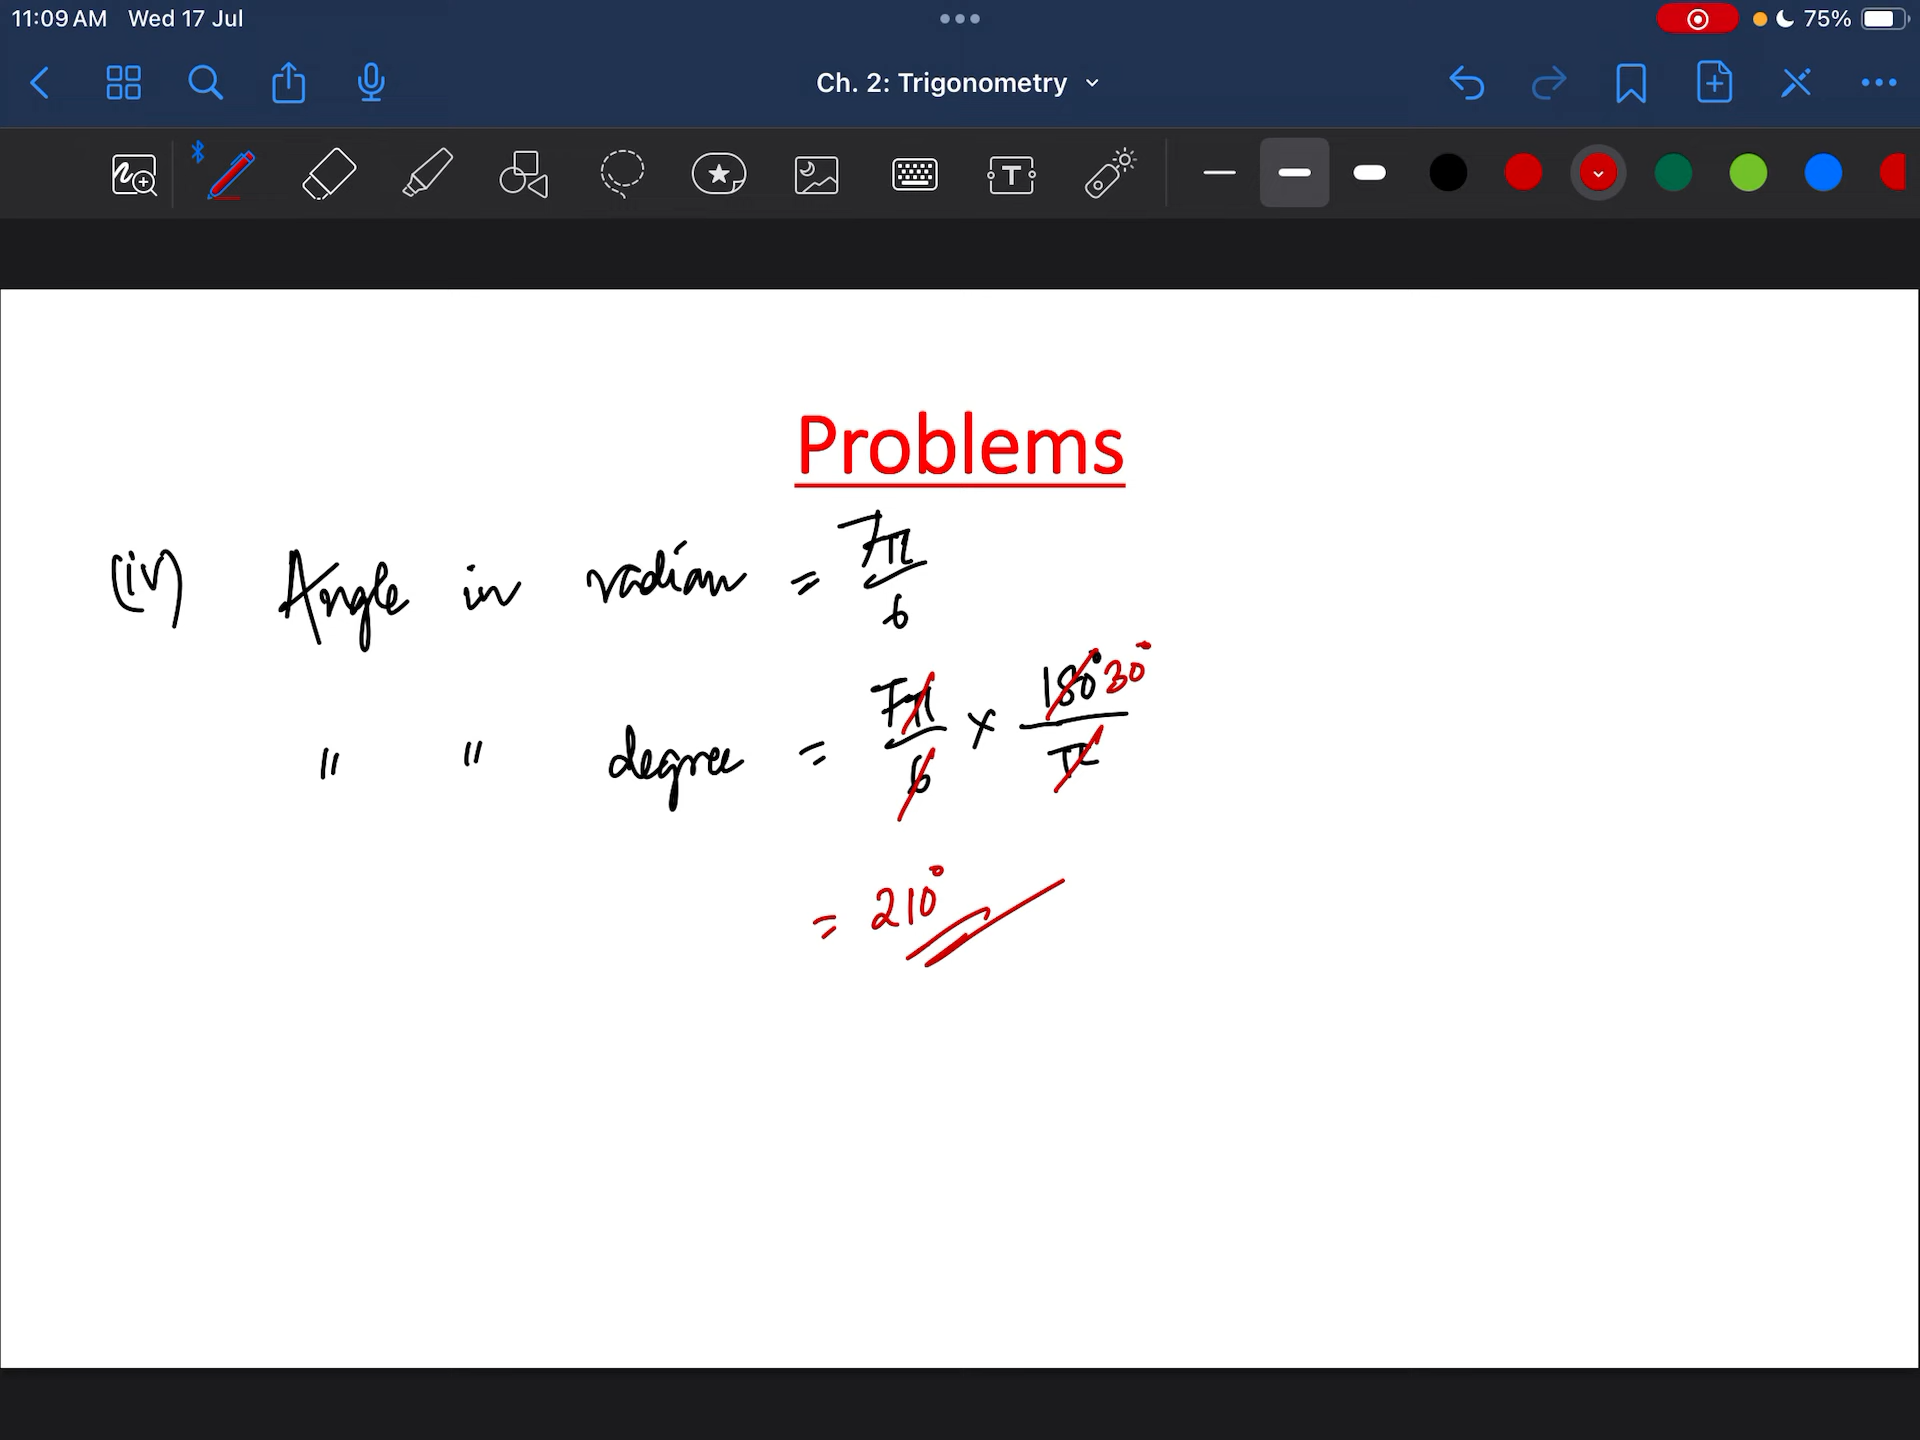 11:09 AM Wed 17 Jul 75%
Ch. 2: Trigonometry
T
Problems
(iv) Angle in radian = 7π/6
" " degree = 7π/6 × 180°/π 30°
= 210°